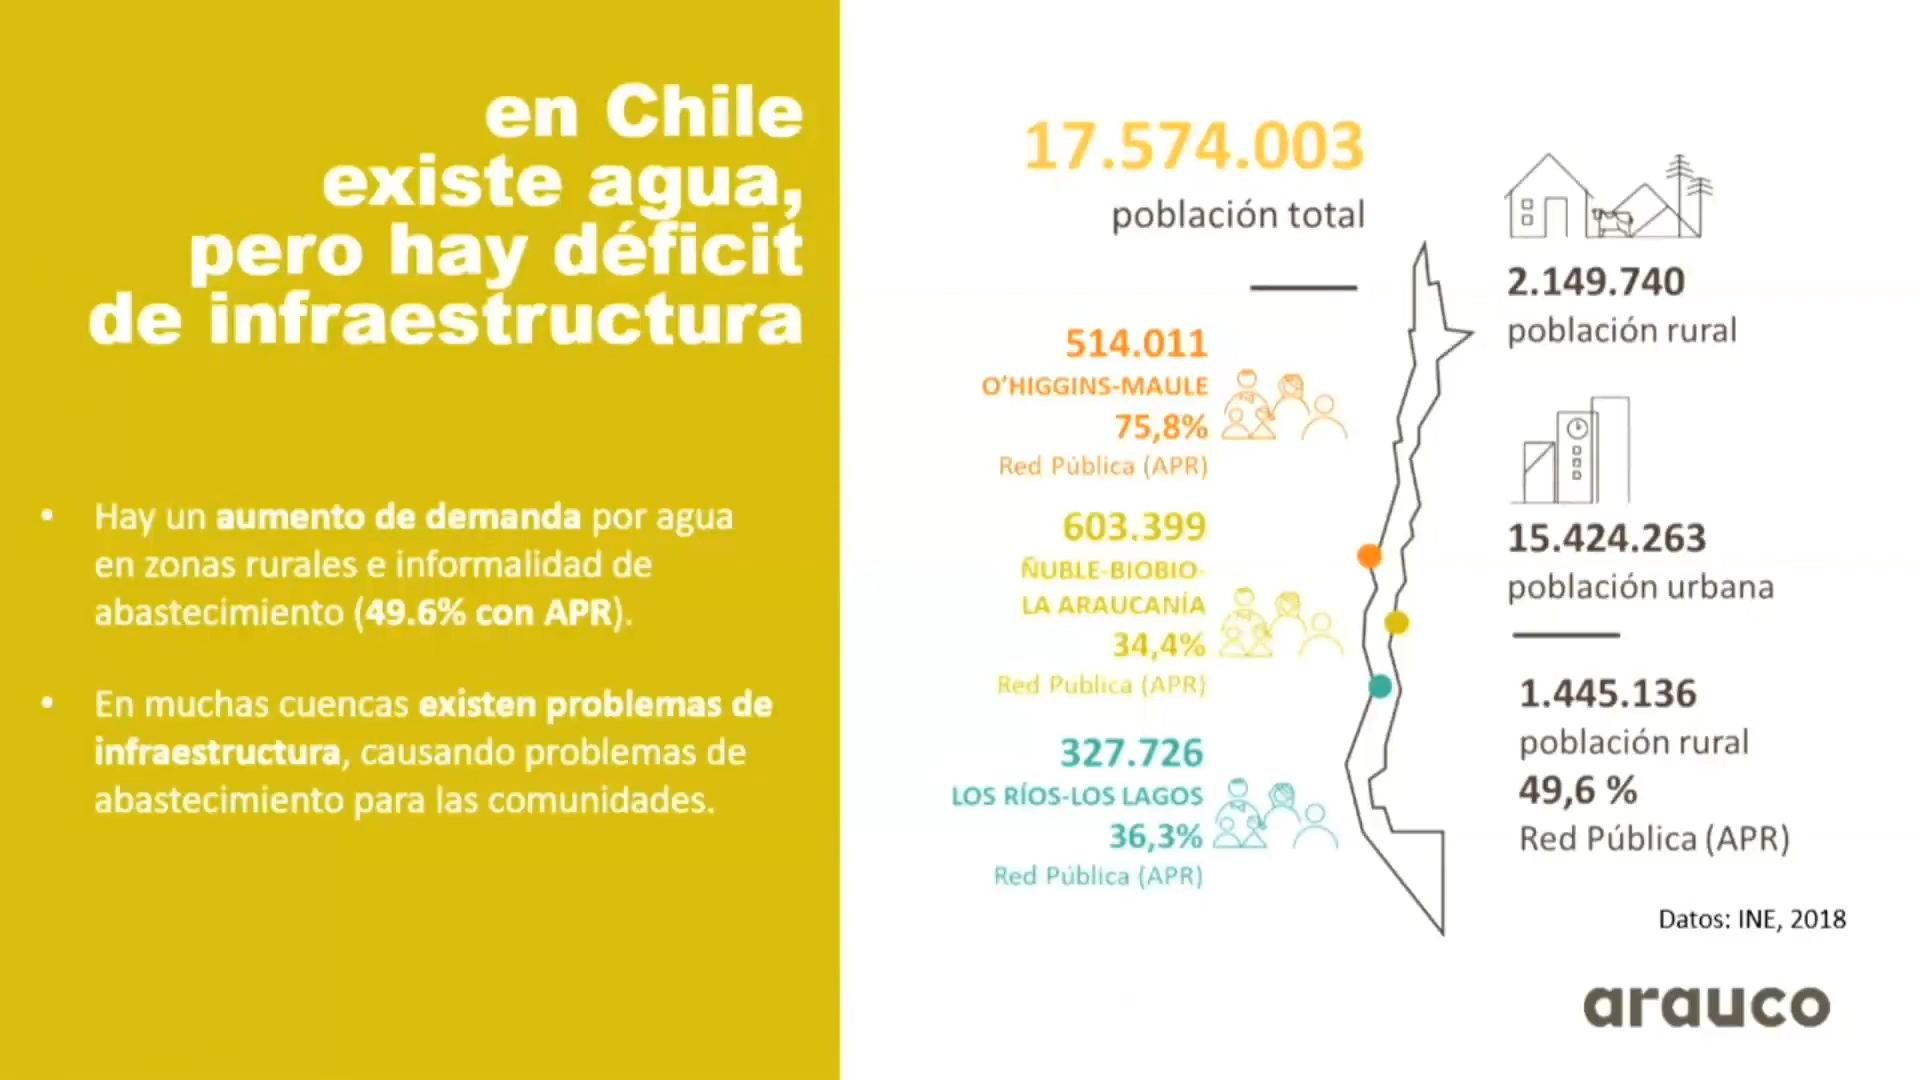 en Chile
existe agua,
pero hay déficit
de infraestructura
• Hay un aumento de demanda por agua
en zonas rurales e informalidad de
abastecimiento (49.6% con APR).
• En muchas cuencas existen problemas de
infraestructura, causando problemas de
abastecimiento para las comunidades.
17.574.003
población total
514.011
O'HIGGINS-MAULE
75,8%
Red Pública (APR)
603.399
ÑUBLE-BIOBIO-
LA ARAUCANÍA
34,4%
Red Publica (APR)
327.726
LOS RÍOS-LOS LAGOS
36,3%
Red Pública (APR)
2.149.740
población rural
15.424.263
población urbana
1.445.136
población rural
49,6 %
Red Pública (APR)
Datos: INE, 2018
arauco